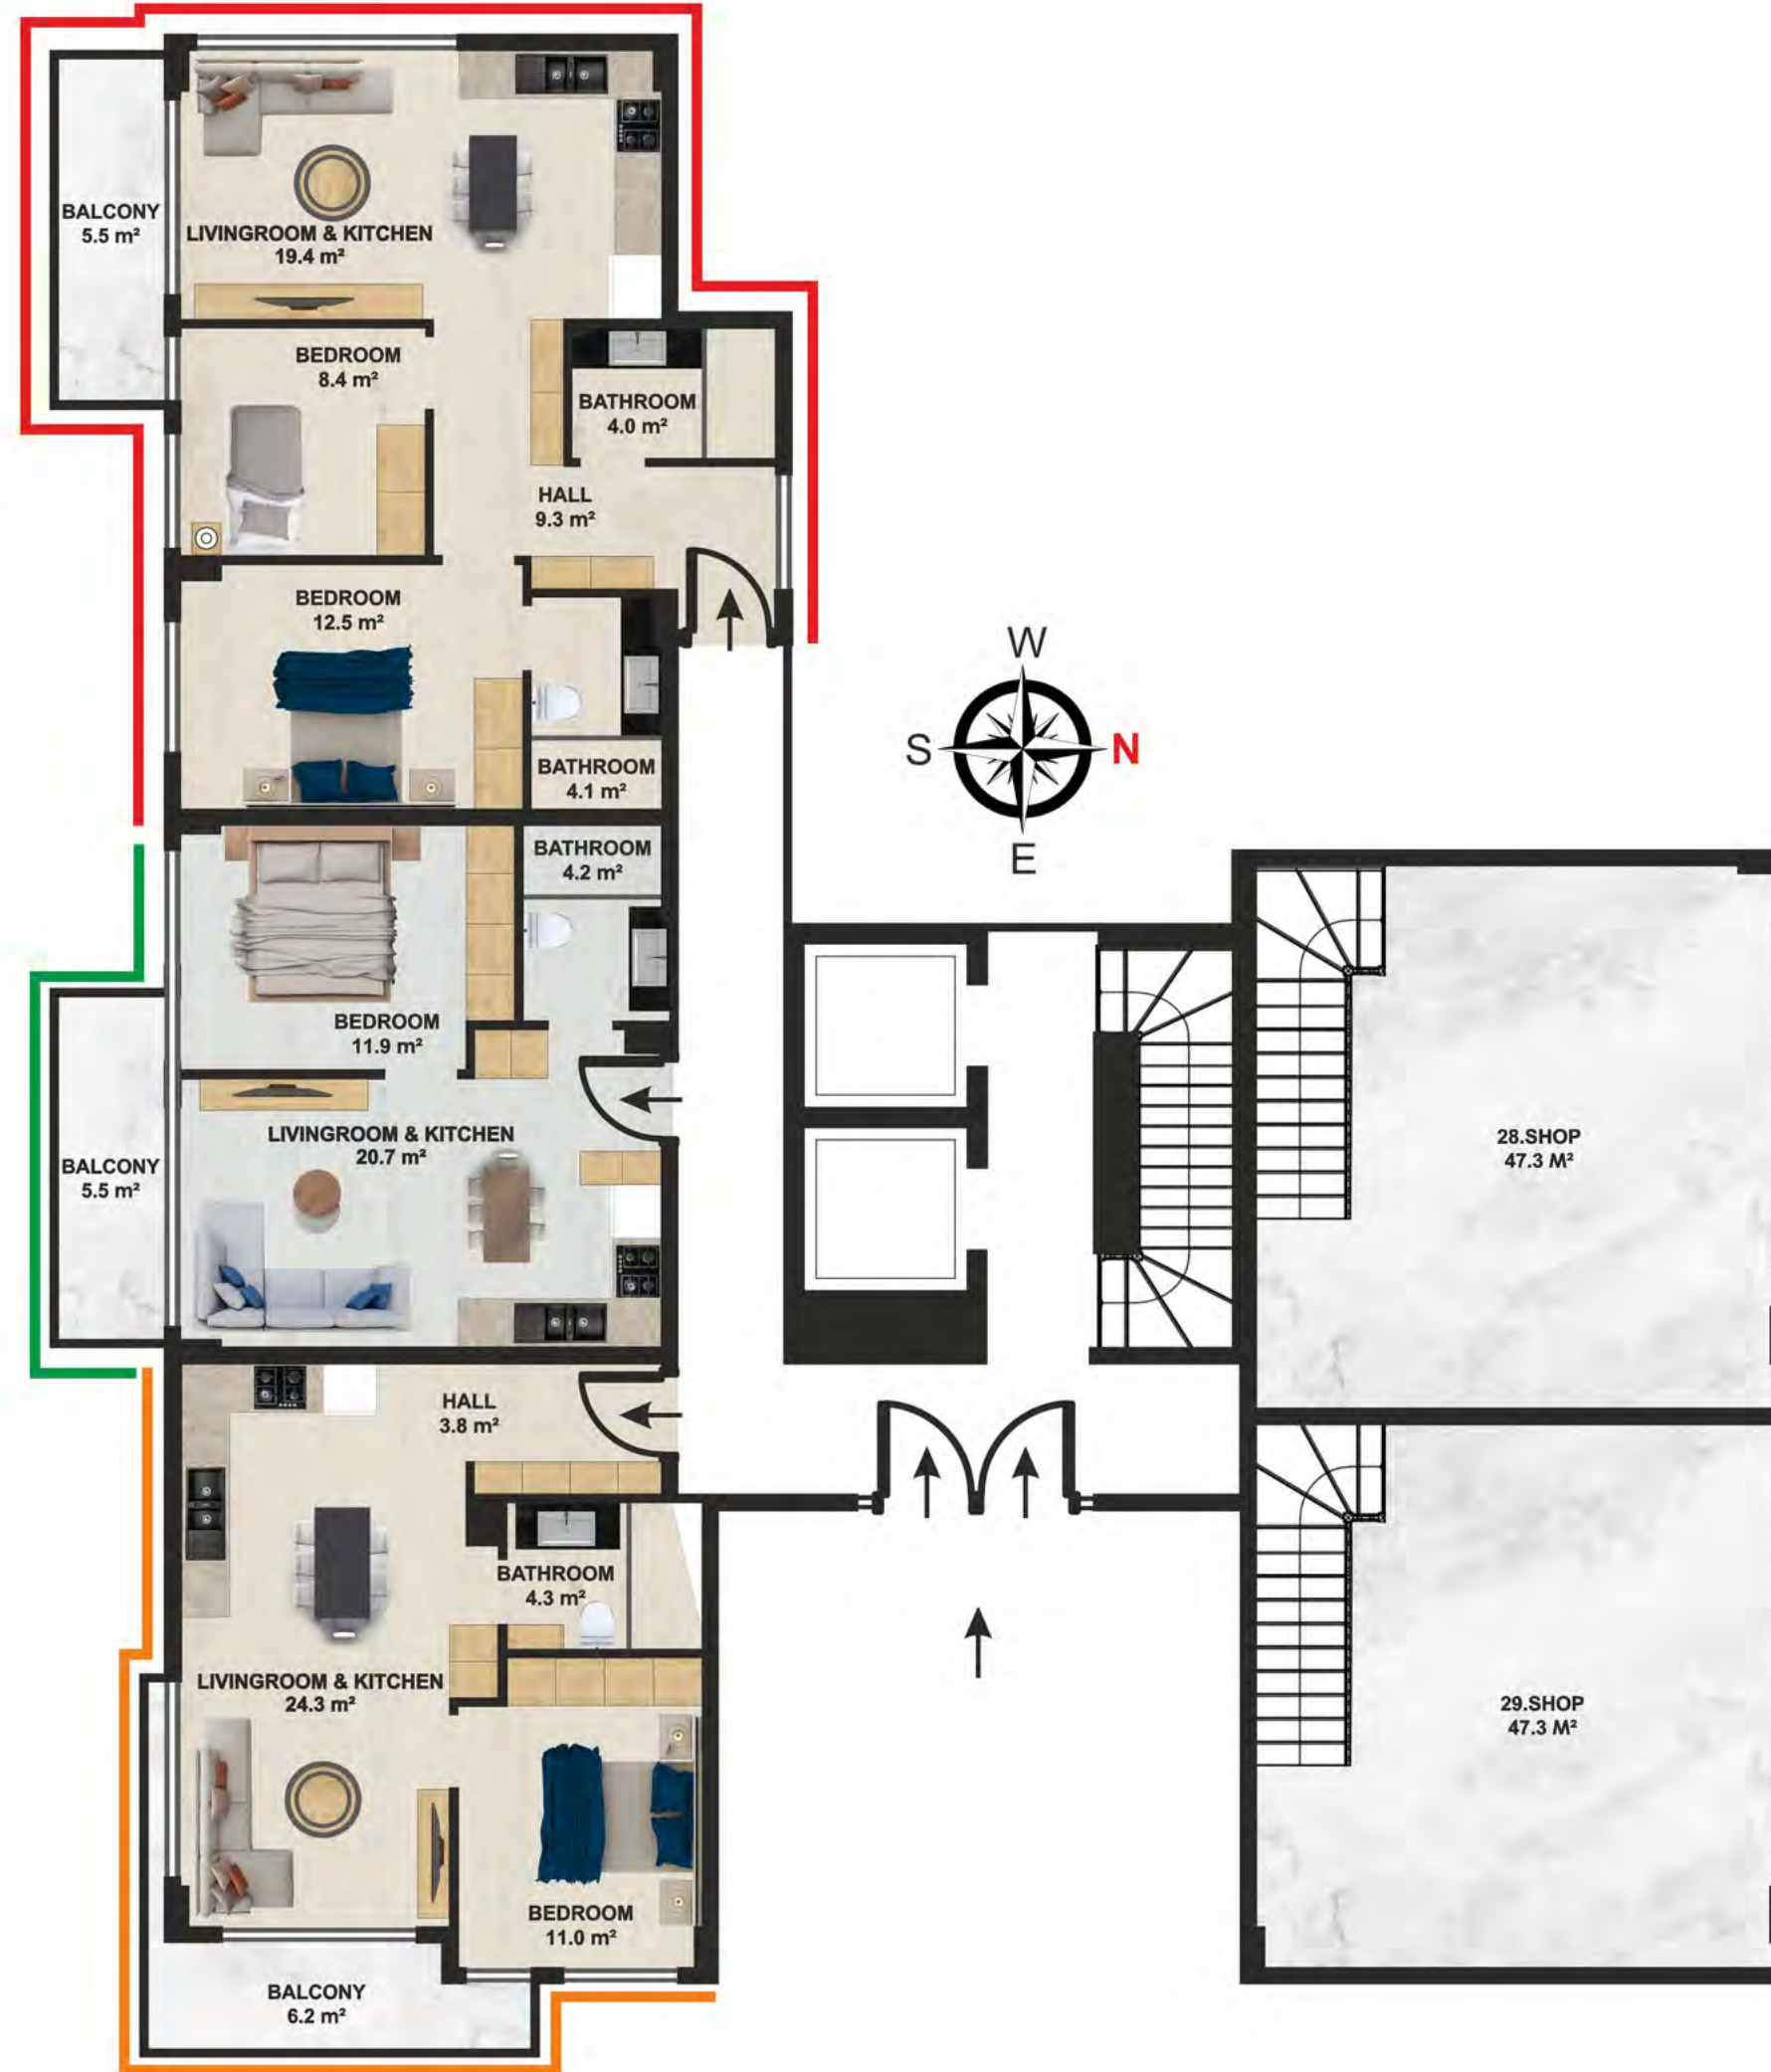 BALCONY
5.5 m²
LIVINGROOM & KITCHEN
19.4 m²
BEDROOM
8.4 m²
BATHROOM
4.0 m²
HALL
9.3 m²
BEDROOM
12.5 m²
BATHROOM
4.1 m²
W
S
N
E
BATHROOM
4.2 m²
BEDROOM
11.9 m²
LIVINGROOM & KITCHEN
20.7 m²
BALCONY
5.5 m²
28.SHOP
47.3 M²
HALL
3.8 m²
BATHROOM
4.3 m²
LIVINGROOM & KITCHEN
24.3 m²
29.SHOP
47.3 M²
BEDROOM
11.0 m²
BALCONY
6.2 m²